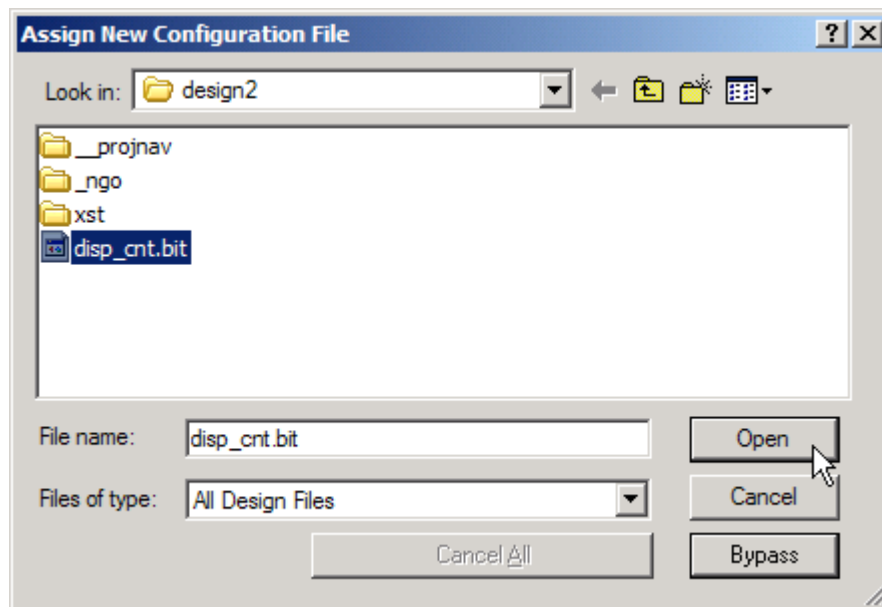 Assign New Configuration File
Look in: design2
__projnav
_ngo
xst
disp_cnt.bit
File name: disp_cnt.bit Open
Files of type: All Design Files Cancel
Cancel All Bypass